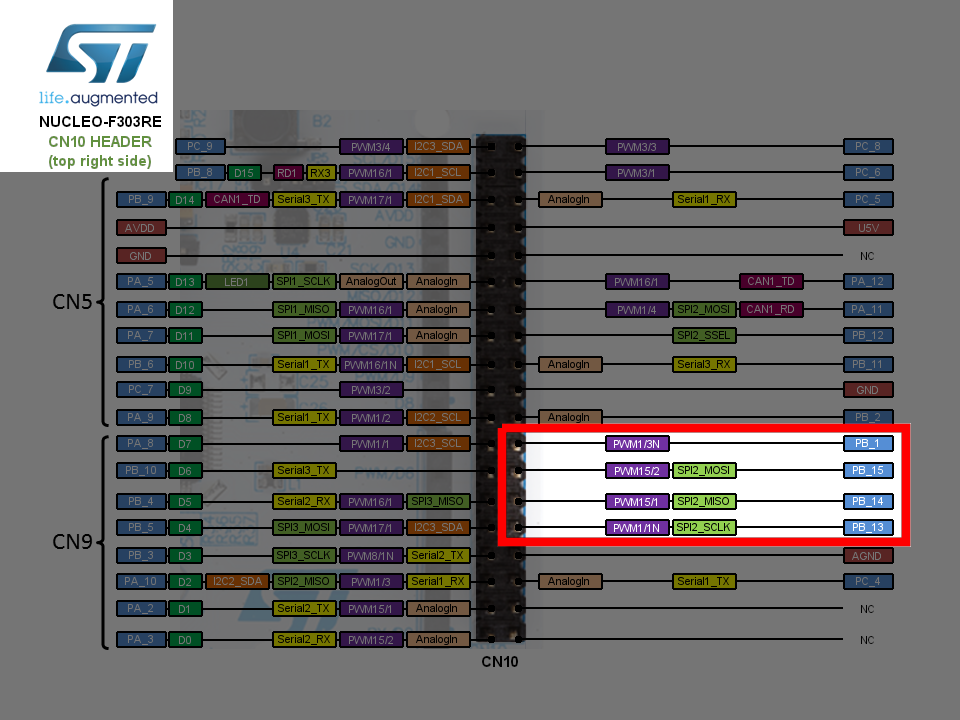 ST
life.augmented
NUCLEO-F303RE
CN10 HEADER
(top right side)
B2
PC_9 PWM3/4 I2C3_SDA PWM3/3 PC_8
PB_8 D15 RD1 RX3 PWM16/1 I2C1_SCL PWM3/1 PC_6
PB_9 D14 CAN1_TD Serial3_TX PWM17/1 I2C1_SDA AnalogIn Serial1_RX PC_5
AVDD U5V
GND NC
PA_5 D13 LED1 SPI1_SCLK AnalogOut AnalogIn PWM16/1 CAN1_TD PA_12
CN5
PA_6 D12 SPI1_MISO PWM16/1 AnalogIn PWM1/4 SPI2_MOSI CAN1_RD PA_11
PA_7 D11 SPI1_MOSI PWM17/1 AnalogIn SPI2_SSEL PB_12
PB_6 D10 Serial1_TX PWM16/1N I2C1_SCL AnalogIn Serial3_RX PB_11
PC_7 D9 PWM3/2 GND
PA_9 D8 Serial1_TX PWM1/2 I2C2_SCL AnalogIn PB_2
PA_8 D7 PWM1/1 I2C3_SCL PWM1/3N PB_1
PB_10 D6 Serial3_TX PWM15/2 SPI2_MOSI PB_15
PB_4 D5 Serial2_RX PWM16/1 SPI3_MISO PWM15/1 SPI2_MISO PB_14
PB_5 D4 SPI3_MOSI PWM17/1 I2C3_SDA PWM1/1N SPI2_SCLK PB_13
CN9
PB_3 D3 SPI3_SCLK PWM8/1N Serial2_TX AGND
PA_10 D2 I2C2_SDA SPI2_MISO PWM1/3 Serial1_RX AnalogIn Serial1_TX PC_4
PA_2 D1 Serial2_TX PWM15/1 AnalogIn NC
PA_3 D0 Serial2_RX PWM15/2 AnalogIn NC
CN10